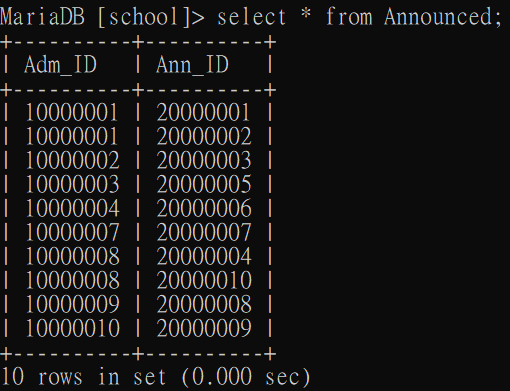 MariaDB [school]> select * from Announced;
+----------+----------+
| Adm_ID   | Ann_ID   |
+----------+----------+
| 10000001 | 20000001 |
| 10000001 | 20000002 |
| 10000002 | 20000003 |
| 10000003 | 20000005 |
| 10000004 | 20000006 |
| 10000007 | 20000007 |
| 10000008 | 20000004 |
| 10000008 | 20000010 |
| 10000009 | 20000008 |
| 10000010 | 20000009 |
+----------+----------+
10 rows in set (0.000 sec)